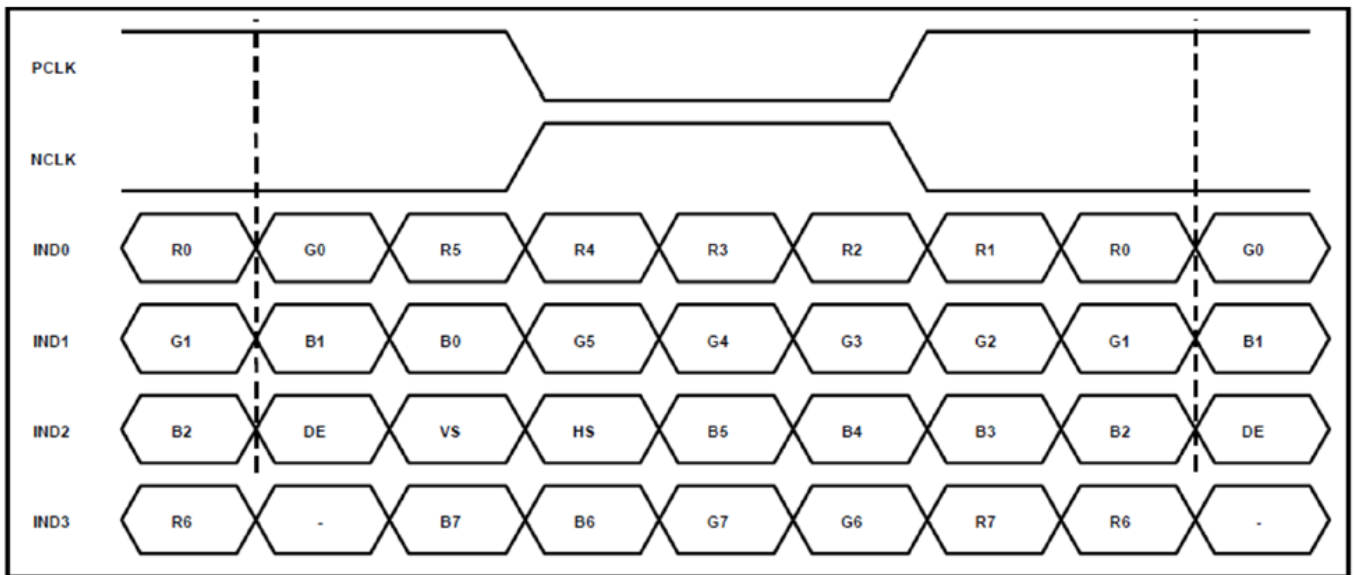 PCLK
NCLK
IND0 R0 G0 R5 R4 R3 R2 R1 R0 G0
IND1 G1 B1 B0 G5 G4 G3 G2 G1 B1
IND2 B2 DE VS HS B5 B4 B3 B2 DE
IND3 R6 - B7 B6 G7 G6 R7 R6 -